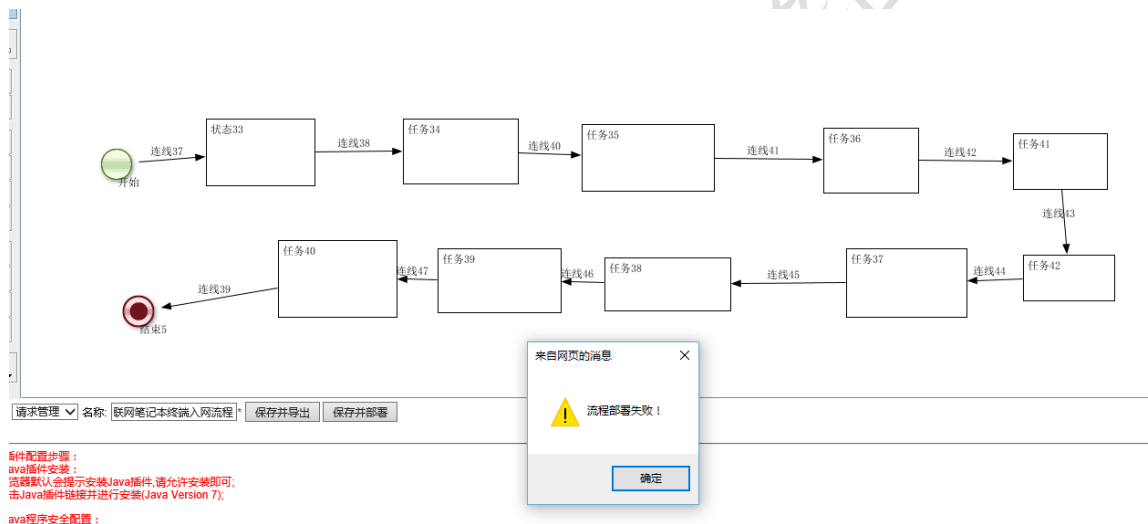 状态33
任务34
任务35
任务36
任务41
连线37
连线38
连线40
连线41
连线42
开始
连线43
任务40
任务39
任务38
任务37
任务42
连线47
连线46
连线45
连线44
连线39
结束5
来自网页的消息
流程部署失败！
确定
请求管理 名称: 联网笔记本终端入网流程 * 保存并导出 保存并部署
件配置步骤：
ava插件安装：
览器默认会提示安装Java插件,请允许安装即可;
击Java插件链接并进行安装(Java Version 7);
ava程序安全配置：